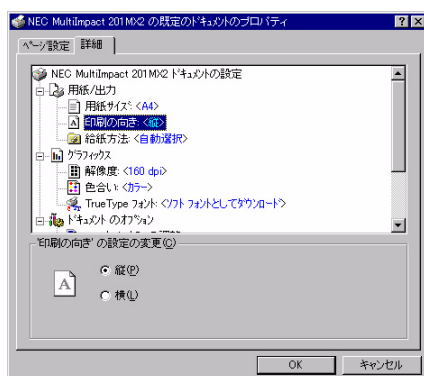 NEC MultiImpact 201MX2 の既定のドキュメントのプロパティ
ページ設定 詳細
NEC MultiImpact 201MX2 ドキュメントの設定
用紙/出力
用紙サイズ: <A4>
印刷の向き: <縦>
給紙方法: <自動選択>
グラフィックス
解像度: <160 dpi>
色合い: <カラー>
TrueType フォント: <ソフト フォントとしてダウンロード>
ドキュメント のオプション
'印刷の向き' の設定の変更(C)
縦(P)
横(L)
OK キャンセル